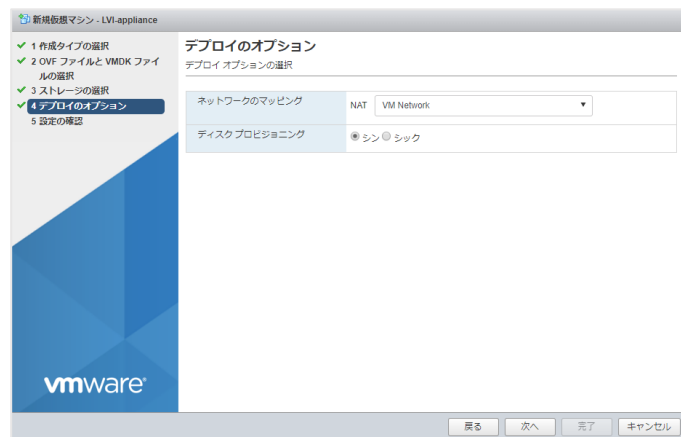 新規仮想マシン - LVI-appliance
1 作成タイプの選択
2 OVF ファイルと VMDK ファイ
ルの選択
3 ストレージの選択
4 デプロイのオプション
5 設定の確認
デプロイのオプション
デプロイ オプションの選択
ネットワークのマッピング NAT VM Network
ディスク プロビジョニング シン シック
vmware
戻る 次へ 完了 キャンセル